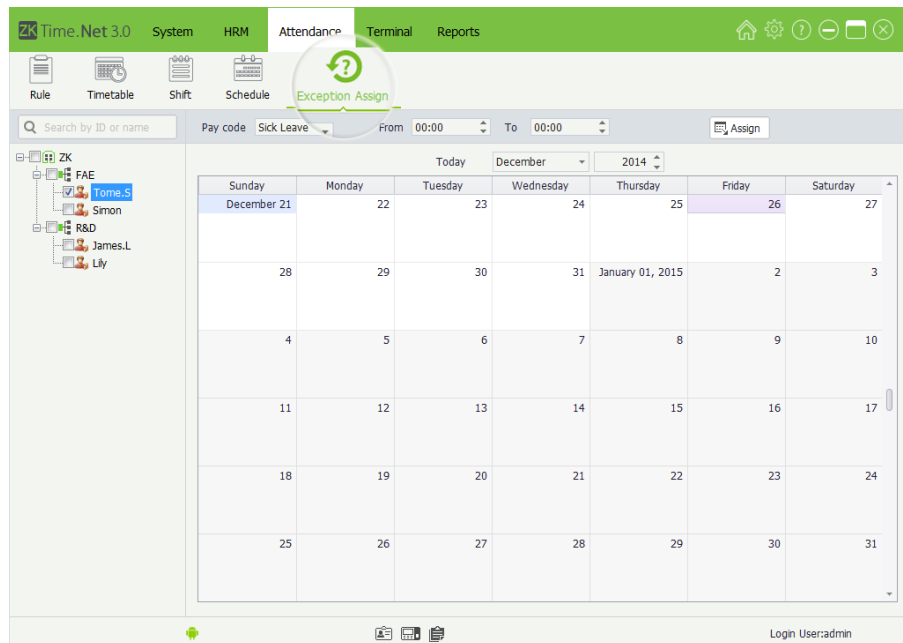 ZK Time.Net 3.0 System HRM Attendance Terminal Reports
Rule Timetable Shift Schedule Exception Assign
Search by ID or name Pay code Sick Leave From 00:00 To 00:00 Assign
ZK
FAE
Tome.S
Simon
R&D
James.L
Lily
Today December 2014
Sunday Monday Tuesday Wednesday Thursday Friday Saturday
December 21 22 23 24 25 26 27
28 29 30 31 January 01, 2015 2 3
4 5 6 7 8 9 10
11 12 13 14 15 16 17
18 19 20 21 22 23 24
25 26 27 28 29 30 31
Login User:admin